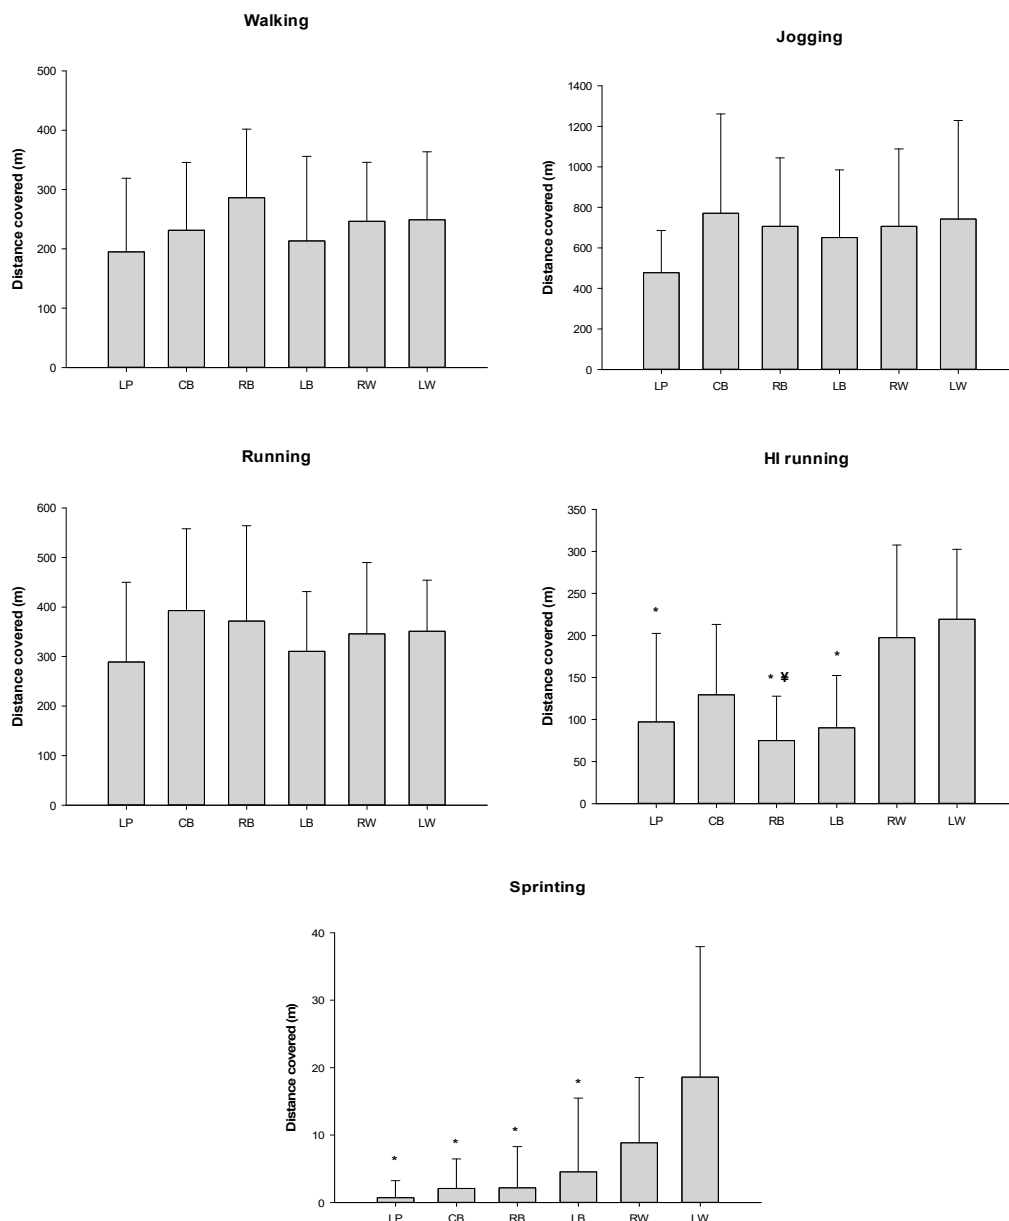 Walking
Distance covered (m)
500
400
300
200
100
0
LP CB RB LB RW LW
Jogging
Distance covered (m)
1400
1200
1000
800
600
400
200
0
LP CB RB LB RW LW
Running
Distance covered (m)
600
500
400
300
200
100
0
LP CB RB LB RW LW
HI running
Distance covered (m)
350
300
250
200
150
100
50
0
* * ¥ *
LP CB RB LB RW LW
Sprinting
Distance covered (m)
40
30
20
10
0
* * * *
LP CB RB LB RW LW